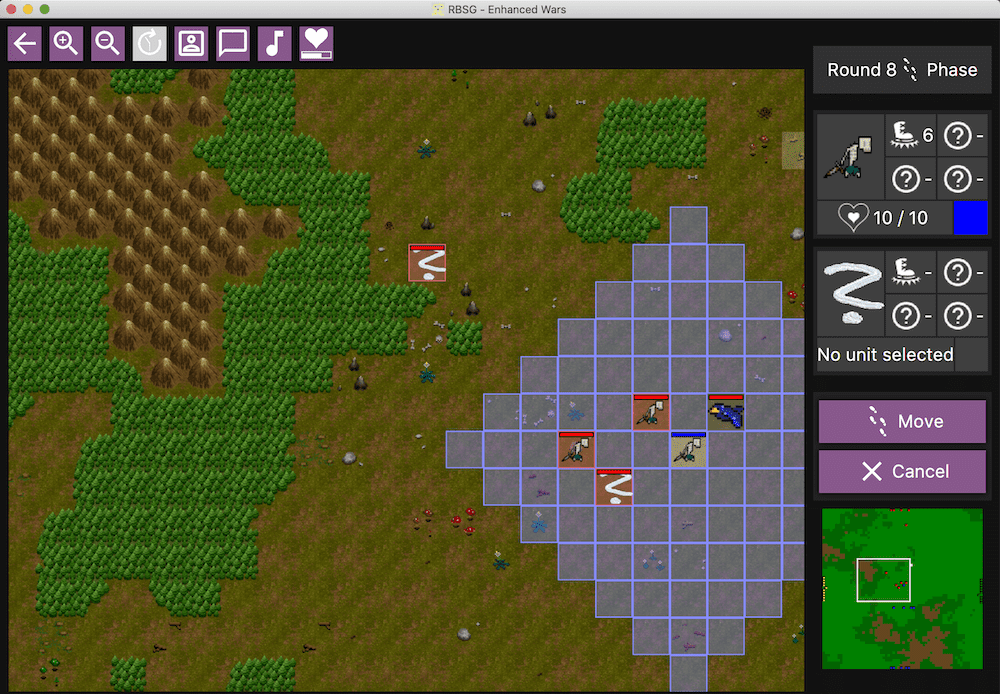 RBSG - Enhanced Wars
Round 8 Phase
6 ? -
? - ? -
10 / 10
- ? -
? - ? -
No unit selected
Move
Cancel